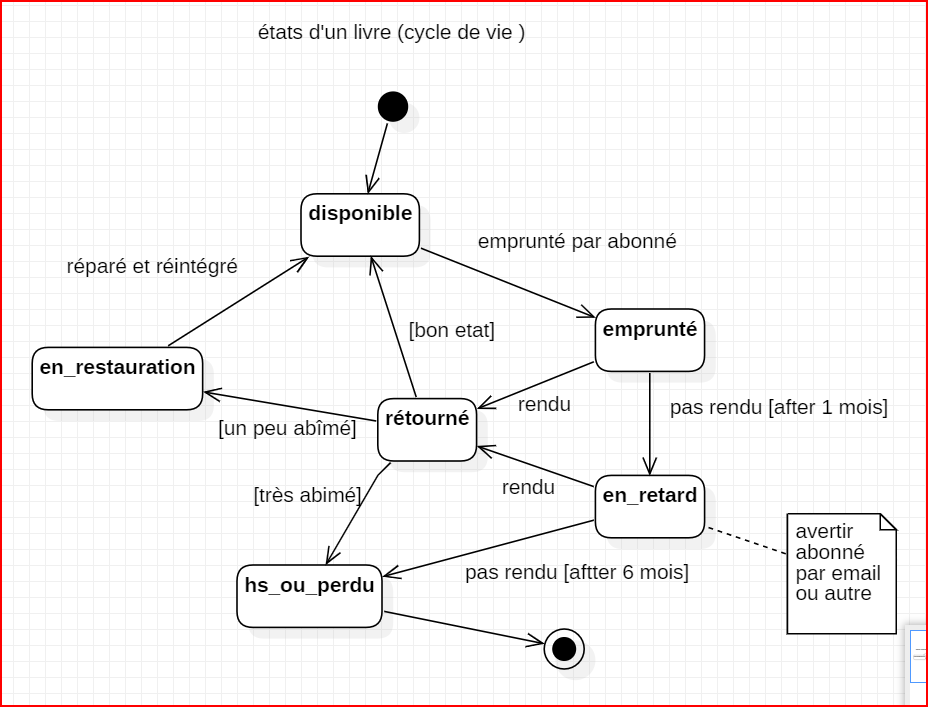 états d'un livre (cycle de vie )
disponible
emprunté par abonné
réparé et réintégré
[bon etat]
emprunté
en_restauration
rendu
pas rendu [after 1 mois]
rétourné
[un peu abîmé]
[très abimé]
rendu
en_retard
avertir
abonné
par email
ou autre
pas rendu [aftter 6 mois]
hs_ou_perdu